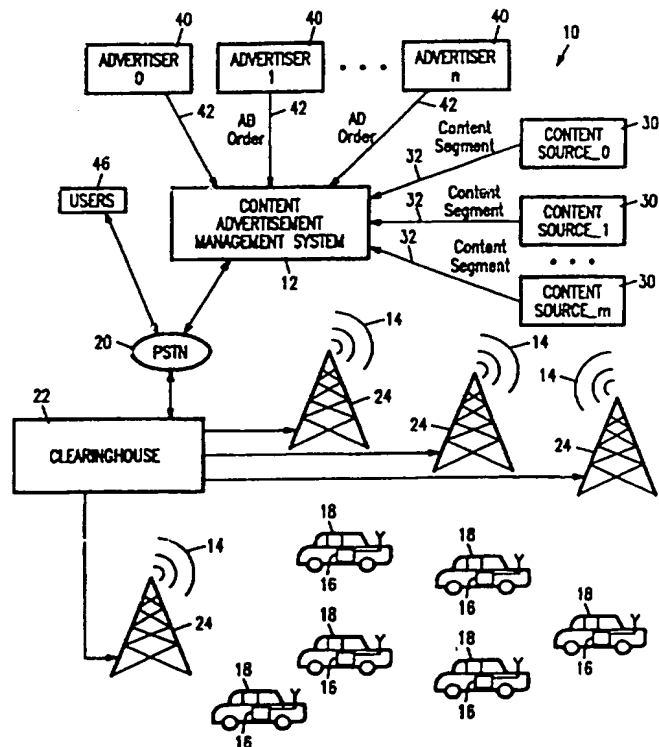 40 40 40
ADVERTISER 0
ADVERTISER 1
• • •
ADVERTISER n
10
42
42
AD Order
AD Order
42
Content Segment
32
CONTENT SOURCE_0
30
46
USERS
CONTENT ADVERTISEMENT MANAGEMENT SYSTEM
12
32
Content Segment
CONTENT SOURCE_1
30
• • •
32
Content Segment
CONTENT SOURCE_m
30
20
PSTN
14
14
14
22
CLEARINGHOUSE
24
24
24
14
24
18
16
18
16
18
16
18
16
18
16
18
16